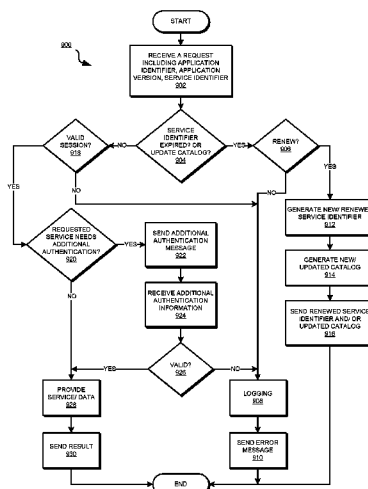 START
900
RECEIVE A REQUEST
INCLUDING APPLICATION
IDENTIFIER, APPLICATION
VERSION, SERVICE IDENTIFIER
902
VALID
SESSION?
918
NO
SERVICE
IDENTIFIER
EXPIRED? OR
UPDATE CATALOG?
904
YES
RENEW?
906
YES
NO
YES
NO
GENERATE NEW/RENEWED
SERVICE IDENTIFIER
912
REQUESTED
SERVICE NEEDS
ADDITIONAL
AUTHENTICATION?
920
YES
SEND ADDITIONAL
AUTHENTICATION
MESSAGE
922
GENERATE NEW/
UPDATED CATALOG
914
NO
RECEIVE ADDITIONAL
AUTHENTICATION
INFORMATION
924
SEND RENEWED SERVICE
IDENTIFIER AND/OR
UPDATED CATALOG
916
YES
VALID?
926
NO
PROVIDE
SERVICE/DATA
928
LOGGING
908
SEND RESULT
930
SEND ERROR
MESSAGE
910
END